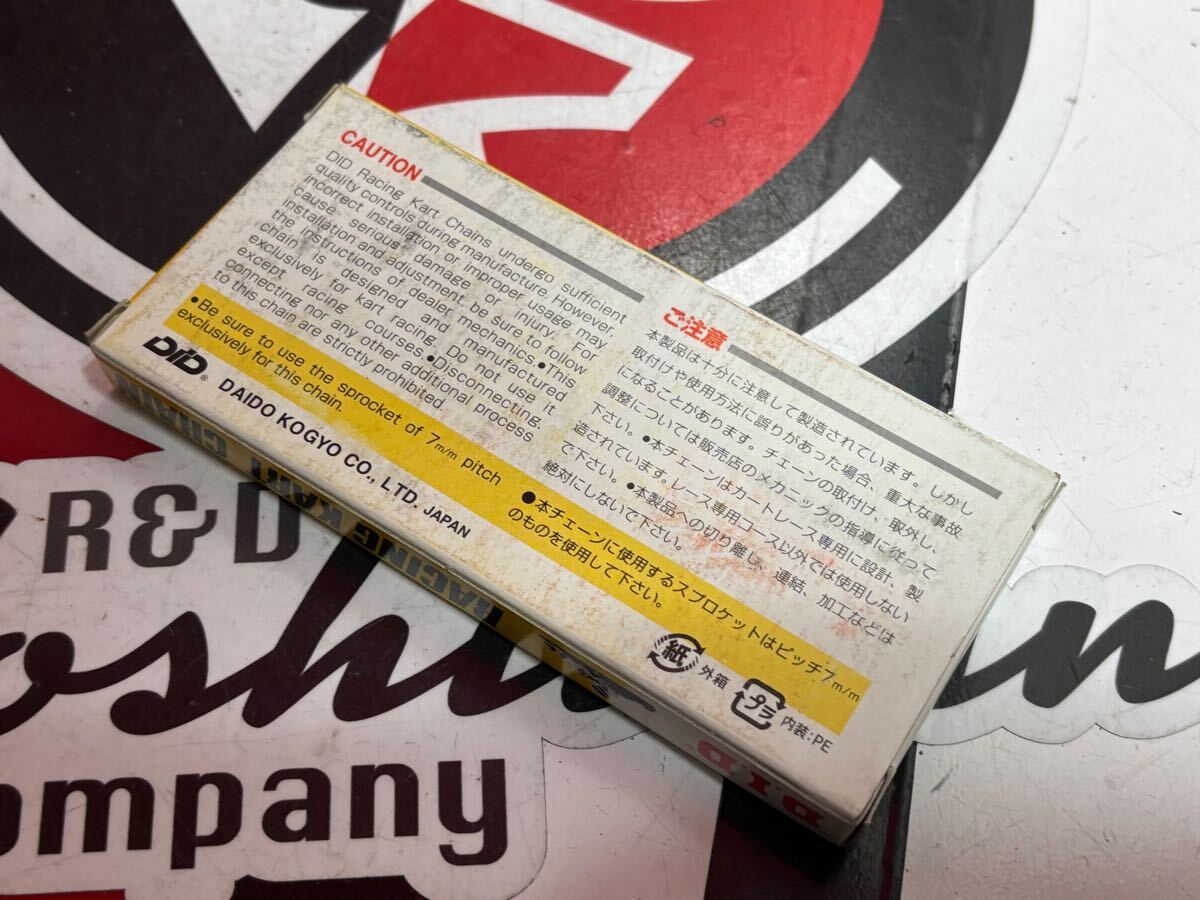 CAUTION
DID Racing Kart Chains undergo sufficient
quality controls during manufacture. However,
incorrect installation or improper usage may
cause serious damage or injury. For
installation and adjustment, be sure to follow
the instructions of dealer mechanics. •This
chain is designed and manufactured
exclusively for kart racing. Do not use it
except racing courses. •Disconnecting,
connecting nor any other additional process
to this chain are strictly prohibited.
•Be sure to use the sprocket of 7m/m pitch
exclusively for this chain.
DID® DAIDO KOGYO CO., LTD. JAPAN
ご注意
本製品は十分に注意して製造されています。しかし
取付けや使用方法に誤りがあった場合、重大な事故
になることがあります。チェーンの取付け、取外し、
調整については販売店のメカニックの指導に従って
下さい。●本チェーンはカートレース専用に設計、製
造されています。レース専用コース以外では使用しない
で下さい。●本製品への切り離し、連結、加工などは
絶対にしないで下さい。
●本チェーンに使用するスプロケットはピッチ7m/m
のものを使用して下さい。
紙 外箱
プラ 内装:PE
RACING KART CHAIN
D.I.D
R&D
ompany